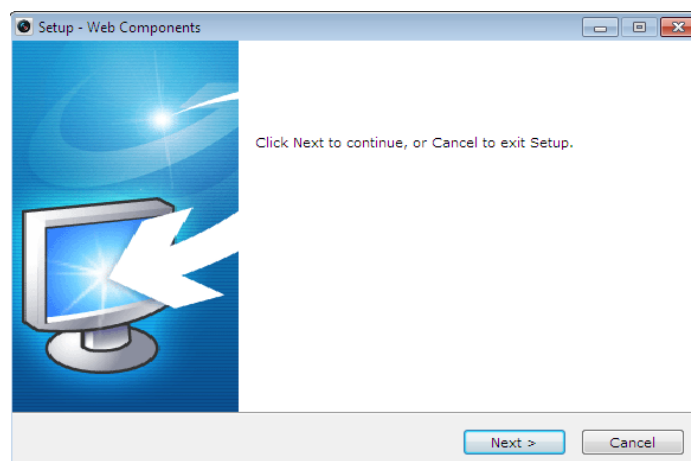 Setup - Web Components
Click Next to continue, or Cancel to exit Setup.
Next >
Cancel